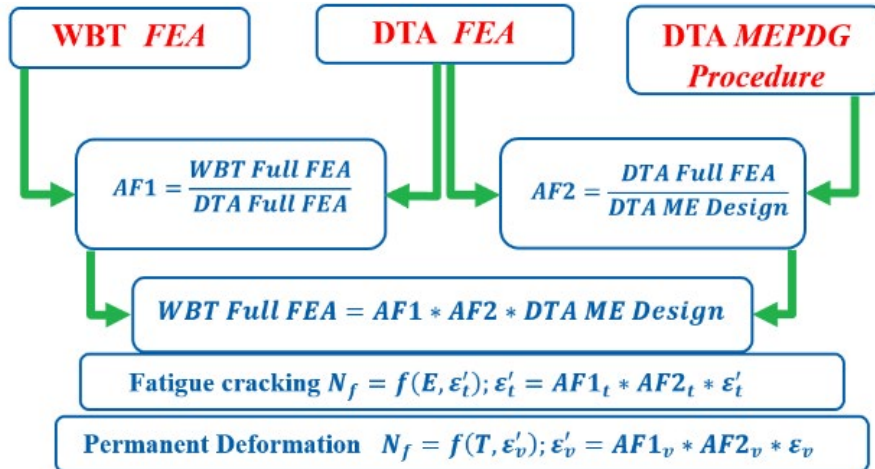 WBT FEA
DTA FEA
DTA MEPDG
Procedure
AF1 = WBT Full FEA / DTA Full FEA
AF2 = DTA Full FEA / DTA ME Design
WBT Full FEA = AF1 * AF2 * DTA ME Design
Fatigue cracking N_f = f(E, ε'_t); ε'_t = AF1_t * AF2_t * ε'_t
Permanent Deformation N_f = f(T, ε'_v); ε'_v = AF1_v * AF2_v * ε_v